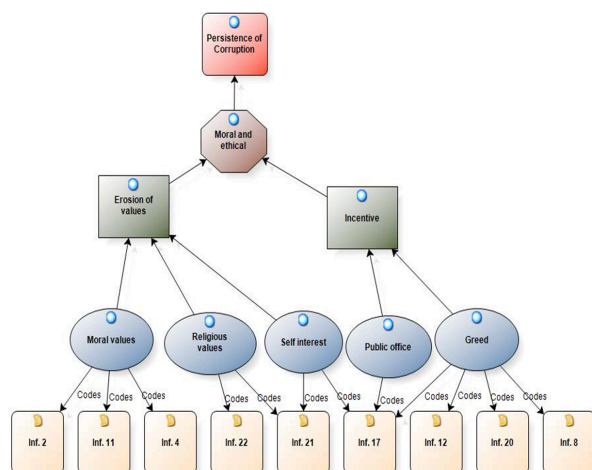 Persistence of
Corruption
Moral and
ethical
Erosion of
values
Incentive
Moral values
Religious
values
Self interest
Public office
Greed
Codes
Codes
Codes
Codes
Codes
Codes
Codes
Codes
Codes
Codes
Codes
Codes
Inf. 2
Inf. 11
Inf. 4
Inf. 22
Inf. 21
Inf. 17
Inf. 12
Inf. 20
Inf. 8